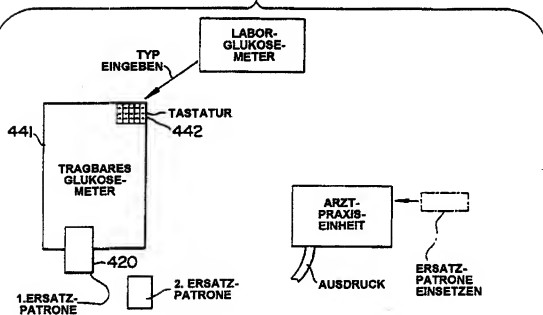 LABOR-
GLUKOSE-
METER
TYP
EINGEBEN
TASTATUR
442
441
TRAGBARES
GLUKOSE-
METER
420
1.ERSATZ-
PATRONE
2. ERSATZ-
PATRONE
ARZT-
PRAXIS-
EINHEIT
AUSDRUCK
ERSATZ-
PATRONE
EINSETZEN